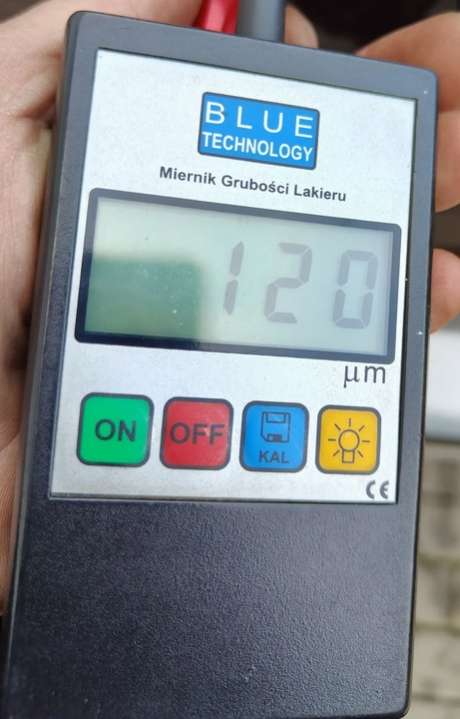 BLUE
TECHNOLOGY
Miernik Grubości Lakieru
120
μm
ON
OFF
KAL
CE